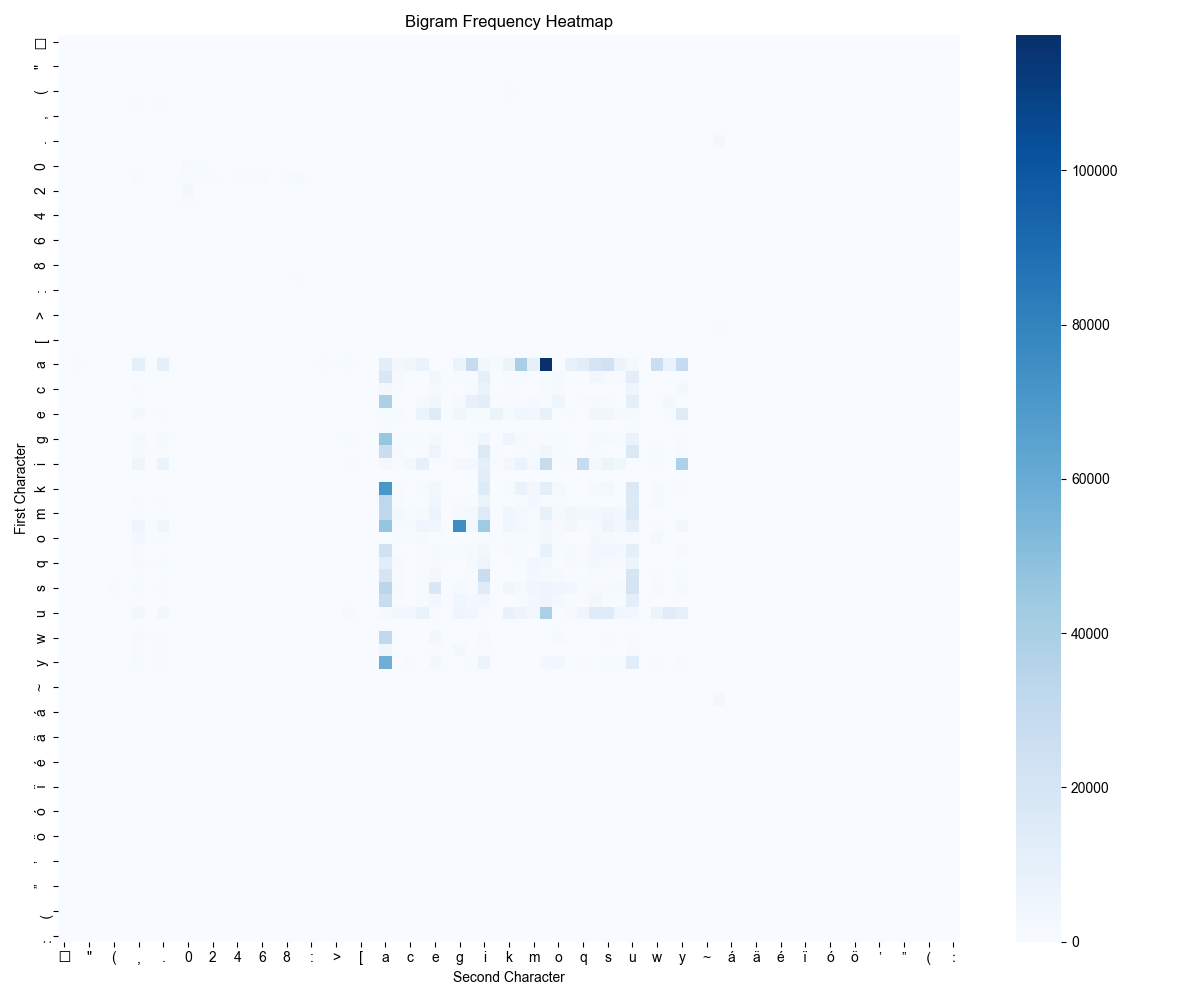 Bigram Frequency Heatmap
First Character
□
"
(
,
.
0
2
4
6
8
:
>
[
a
c
e
g
i
k
m
o
q
s
u
w
y
~
á
ä
é
ï
ó
ö
‘
”
(
:
□ " ( , . 0 2 4 6 8 : > [ a c e g i k m o q s u w y ~ á ä é ï ó ö ‘ ” ( :
Second Character
100000
80000
60000
40000
20000
0